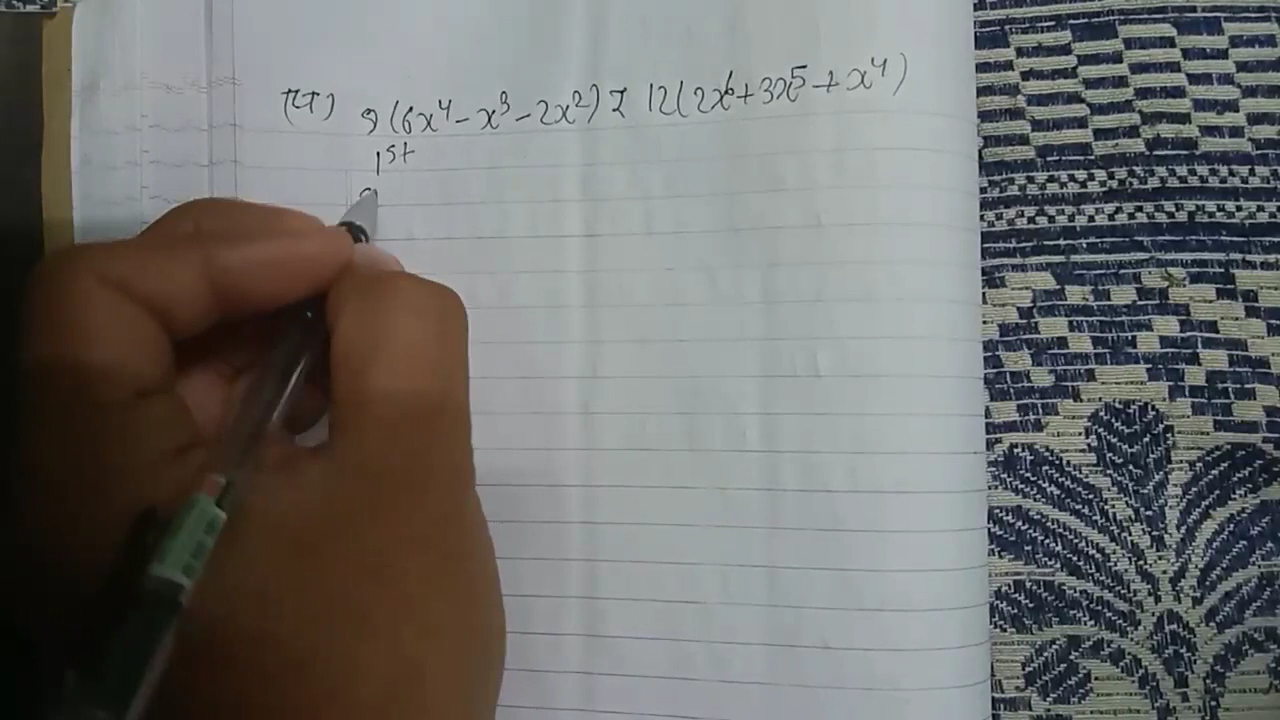 9(6x⁴ - x³ - 2x²) 12(2x⁶ + 3x⁵ + x⁴)
1st